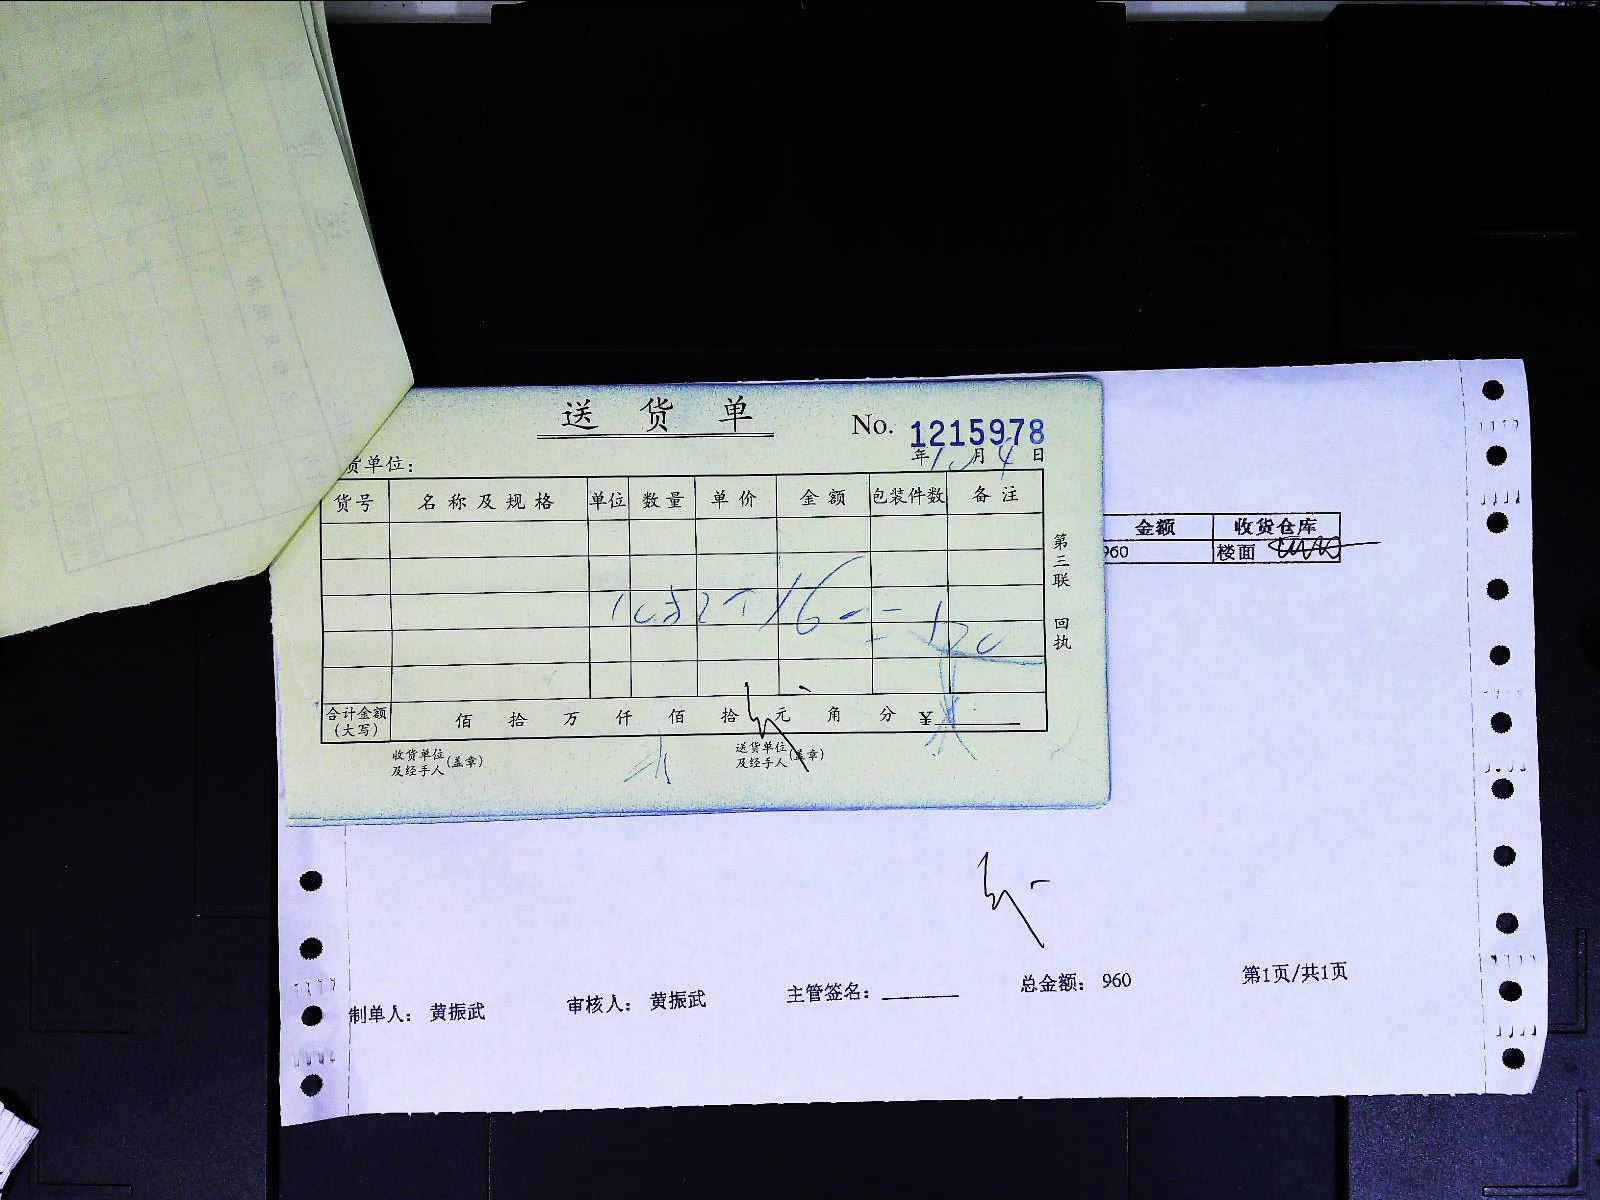 送货单
No. 1215978
货单位：
年 月 4 日
货号 名称及规格 单位 数量 单价 金额 包装件数 备注
第三联 回执
合计金额(大写) 佰 拾 万 仟 佰 拾 元 角 分 ¥
收货单位及经手人(盖章) 送货单位及经手人(盖章)
金额 收货仓库
960 楼面
制单人： 黄振武 审核人： 黄振武 主管签名： 总金额： 960 第1页/共1页